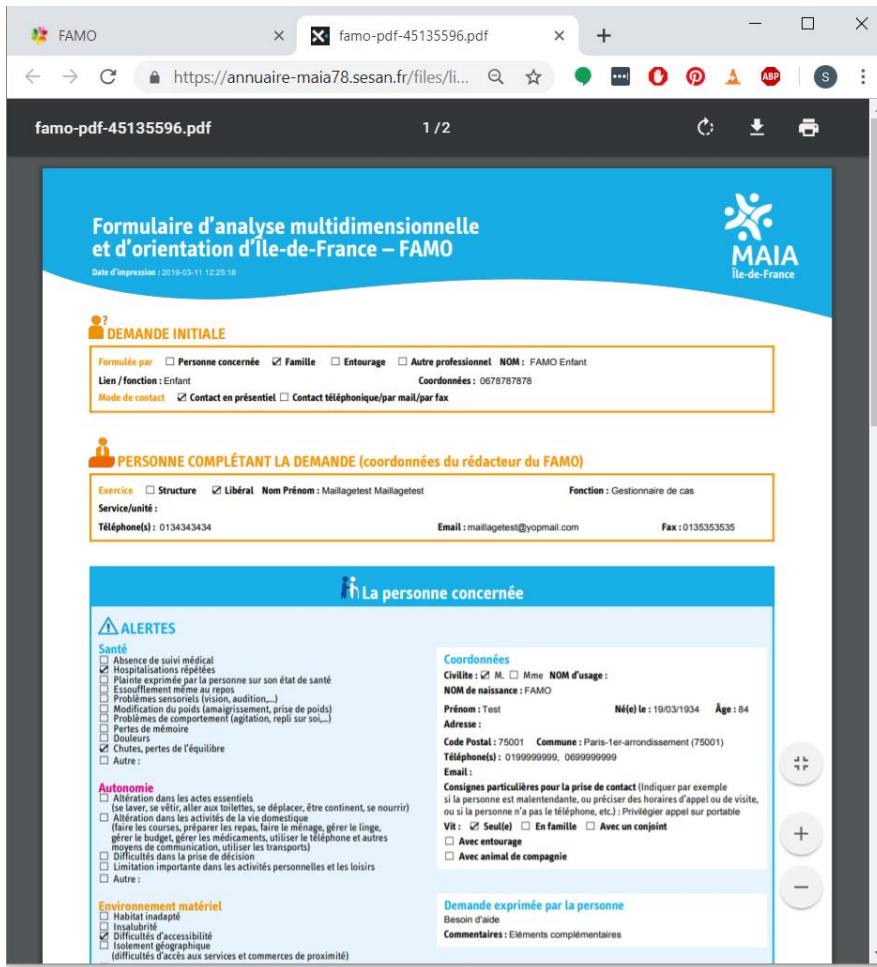 FAMO
famo-pdf-45135596.pdf
https://annuaire-maia78.sesan.fr/files/li...
ABP
S
famo-pdf-45135596.pdf
1 / 2
Formulaire d'analyse multidimensionnelle
et d'orientation d'Île-de-France – FAMO
Date d'impression : 2019-03-11 12:25:18
MAIA
Île-de-France
DEMANDE INITIALE
Formulée par ☐ Personne concernée ☑ Famille ☐ Entourage ☐ Autre professionnel NOM : FAMO Enfant
Lien / fonction : Enfant Coordonnées : 0678787878
Mode de contact ☑ Contact en présentiel ☐ Contact téléphonique/par mail/par fax
PERSONNE COMPLÉTANT LA DEMANDE (coordonnées du rédacteur du FAMO)
Exercice ☐ Structure ☑ Libéral Nom Prénom : Maillagetest Maillagetest Fonction : Gestionnaire de cas
Service/unité :
Téléphone(s) : 0134343434 Email : maillagetest@yopmail.com Fax : 0135353535
La personne concernée
ALERTES
Santé
☐ Absence de suivi médical
☑ Hospitalisations répétées
☐ Plainte exprimée par la personne sur son état de santé
☐ Essoufflement même au repos
☐ Problèmes sensoriels (vision, audition,...)
☐ Modification du poids (amaigrissement, prise de poids)
☐ Problèmes de comportement (agitation, repli sur soi,...)
☐ Pertes de mémoire
☐ Douleurs
☑ Chutes, pertes de l'équilibre
☐ Autre :
Autonomie
☐ Altération dans les actes essentiels
(se laver, se vêtir, aller aux toilettes, se déplacer, être continent, se nourrir)
☐ Altération dans les activités de la vie domestique
(faire les courses, préparer les repas, faire le ménage, gérer le linge,
gérer le budget, gérer les médicaments, utiliser le téléphone et autres
moyens de communication, utiliser les transports)
☐ Difficultés dans la prise de décision
☐ Limitation importante dans les activités personnelles et les loisirs
☐ Autre :
Environnement matériel
☐ Habitat inadapté
☐ Insalubrité
☑ Difficultés d'accessibilité
☐ Isolement géographique
(difficultés d'accès aux services et commerces de proximité)
Coordonnées
Civilite : ☑ M. ☐ Mme NOM d'usage :
NOM de naissance : FAMO
Prénom : Test Né(e) le : 19/03/1934 Âge : 84
Adresse :
Code Postal : 75001 Commune : Paris-1er-arrondissement (75001)
Téléphone(s) : 0199999999, 0699999999
Email :
Consignes particulières pour la prise de contact (Indiquer par exemple
si la personne est malentendante, ou préciser des horaires d'appel ou de visite,
ou si la personne n'a pas le téléphone, etc.) : Privilégier appel sur portable
Vit : ☑ Seul(e) ☐ En famille ☐ Avec un conjoint
☐ Avec entourage
☐ Avec animal de compagnie
Demande exprimée par la personne
Besoin d'aide
Commentaires : Eléments complémentaires